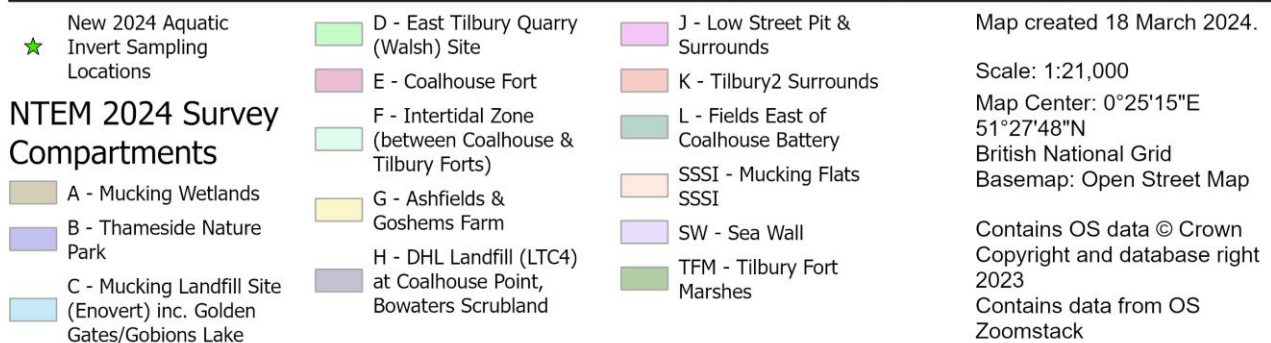 New 2024 Aquatic
Invert Sampling
Locations
NTEM 2024 Survey
Compartments
A - Mucking Wetlands
B - Thameside Nature
Park
C - Mucking Landfill Site
(Enovert) inc. Golden
Gates/Gobions Lake
D - East Tilbury Quarry
(Walsh) Site
E - Coalhouse Fort
F - Intertidal Zone
(between Coalhouse &
Tilbury Forts)
G - Ashfields &
Goshems Farm
H - DHL Landfill (LTC4)
at Coalhouse Point,
Bowaters Scrubland
J - Low Street Pit &
Surrounds
K - Tilbury2 Surrounds
L - Fields East of
Coalhouse Battery
SSSI - Mucking Flats
SSSI
SW - Sea Wall
TFM - Tilbury Fort
Marshes
Map created 18 March 2024.
Scale: 1:21,000
Map Center: 0°25'15"E
51°27'48"N
British National Grid
Basemap: Open Street Map
Contains OS data © Crown
Copyright and database right
2023
Contains data from OS
Zoomstack